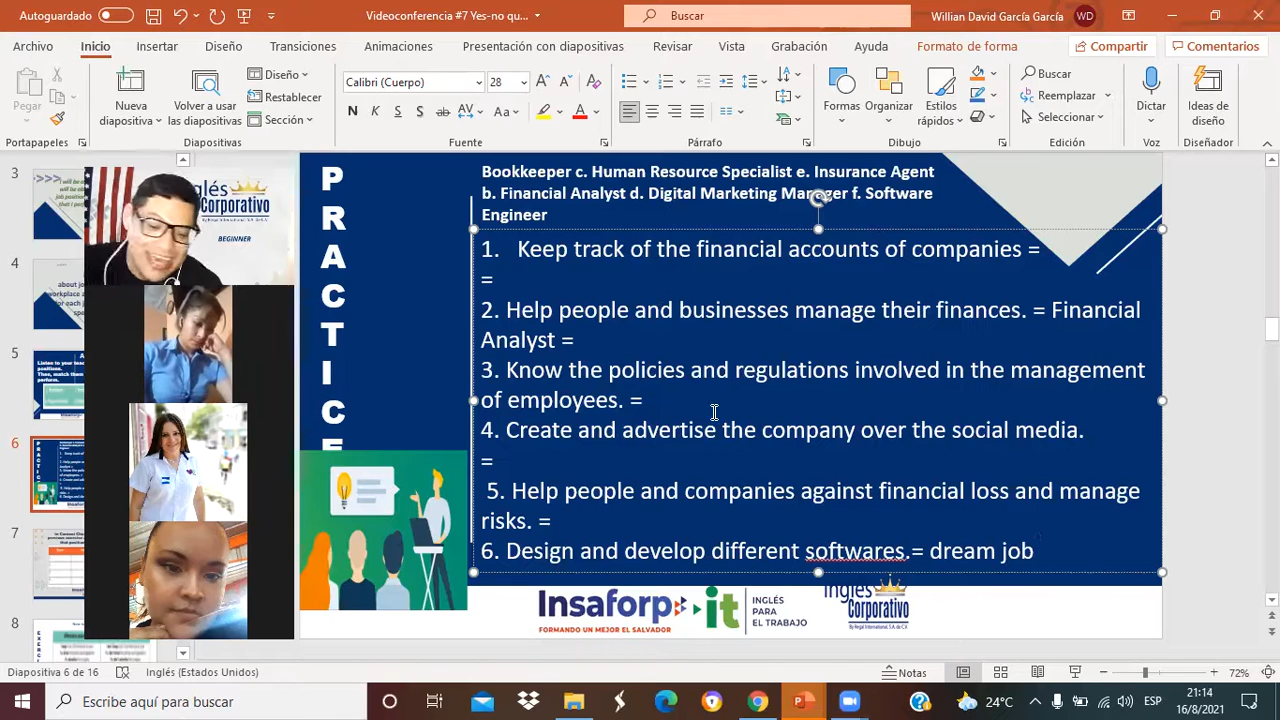 Autoguardado
Videoconferencia #7 Yes-no qu...
Buscar
Willian David García García
WD
Archivo
Inicio
Insertar
Diseño
Transiciones
Animaciones
Presentación con diapositivas
Revisar
Vista
Grabación
Ayuda
Formato de forma
Compartir
Comentarios
Pegar
Nueva diapositiva
Volver a usar las diapositivas
Diseño
Restablecer
Sección
Calibri (Cuerpo)
28
N K S S ab AV Aa A
Formas
Organizar
Estilos rápidos
Buscar
Reemplazar
Seleccionar
Dictar
Ideas de diseño
Portapapeles
Diapositivas
Fuente
Párrafo
Dibujo
Edición
Voz
Diseñador
3
4
5
6
7
8
Inglés
Corporativo
BEGINNER
PRACTICE
Bookkeeper c. Human Resource Specialist e. Insurance Agent
b. Financial Analyst d. Digital Marketing Manager f. Software
Engineer
1. Keep track of the financial accounts of companies =
=
2. Help people and businesses manage their finances. = Financial
Analyst =
3. Know the policies and regulations involved in the management
of employees. =
4. Create and advertise the company over the social media.
=
5. Help people and companies against financial loss and manage
risks. =
6. Design and develop different softwares.= dream job
Insaforp
FORMANDO UN MEJOR EL SALVADOR
it
INGLÉS
PARA
EL TRABAJO
Inglés
Corporativo
Diapositiva 6 de 16
Inglés (Estados Unidos)
Notas
72%
Escribe aquí para buscar
24°C
ESP
21:14
16/8/2021